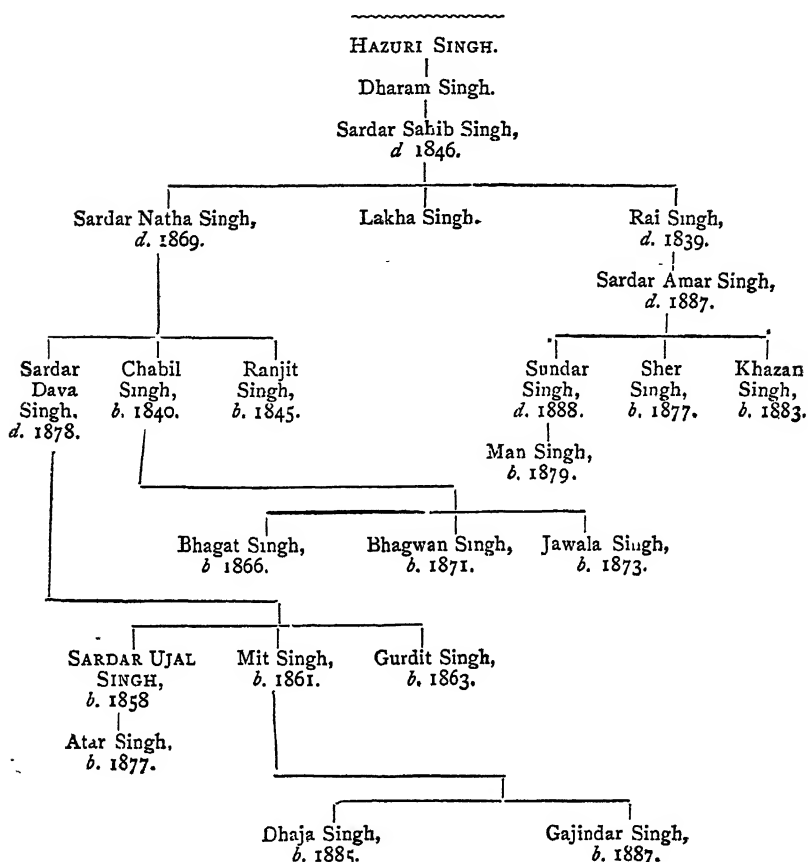 HAZURI SINGH.
Dharam Singh.
Sardar Sahib Singh,
d 1846.
Sardar Natha Singh,
d. 1869.
Lakha Singh.
Rai Singh,
d. 1839.
Sardar Amar Singh,
d. 1887.
Sardar
Dava
Singh,
d. 1878.
Chabil
Singh,
b. 1840.
Ranjit
Singh,
b. 1845.
Sundar
Singh,
d. 1888.
Sher
Singh,
b. 1877.
Khazan
Singh,
b. 1883.
Man Singh,
b. 1879.
Bhagat Singh,
b 1866.
Bhagwan Singh,
b. 1871.
Jawala Singh,
b. 1873.
SARDAR UJAL
SINGH,
b. 1858
Mit Singh,
b. 1861.
Gurdit Singh,
b. 1863.
Atar Singh,
b. 1877.
Dhaja Singh,
b. 1885.
Gajindar Singh,
b. 1887.